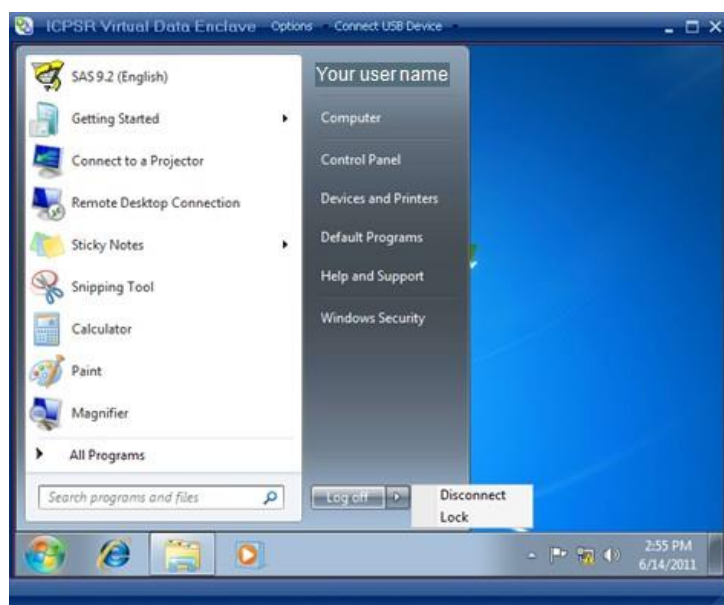 ICPSR Virtual Data Enclave Options Connect USB Device
SAS 9.2 (English)
Getting Started
Connect to a Projector
Remote Desktop Connection
Sticky Notes
Snipping Tool
Calculator
Paint
Magnifier
All Programs
Search programs and files
Your user name
Computer
Control Panel
Devices and Printers
Default Programs
Help and Support
Windows Security
Log off
Disconnect
Lock
2:55 PM
6/14/2011